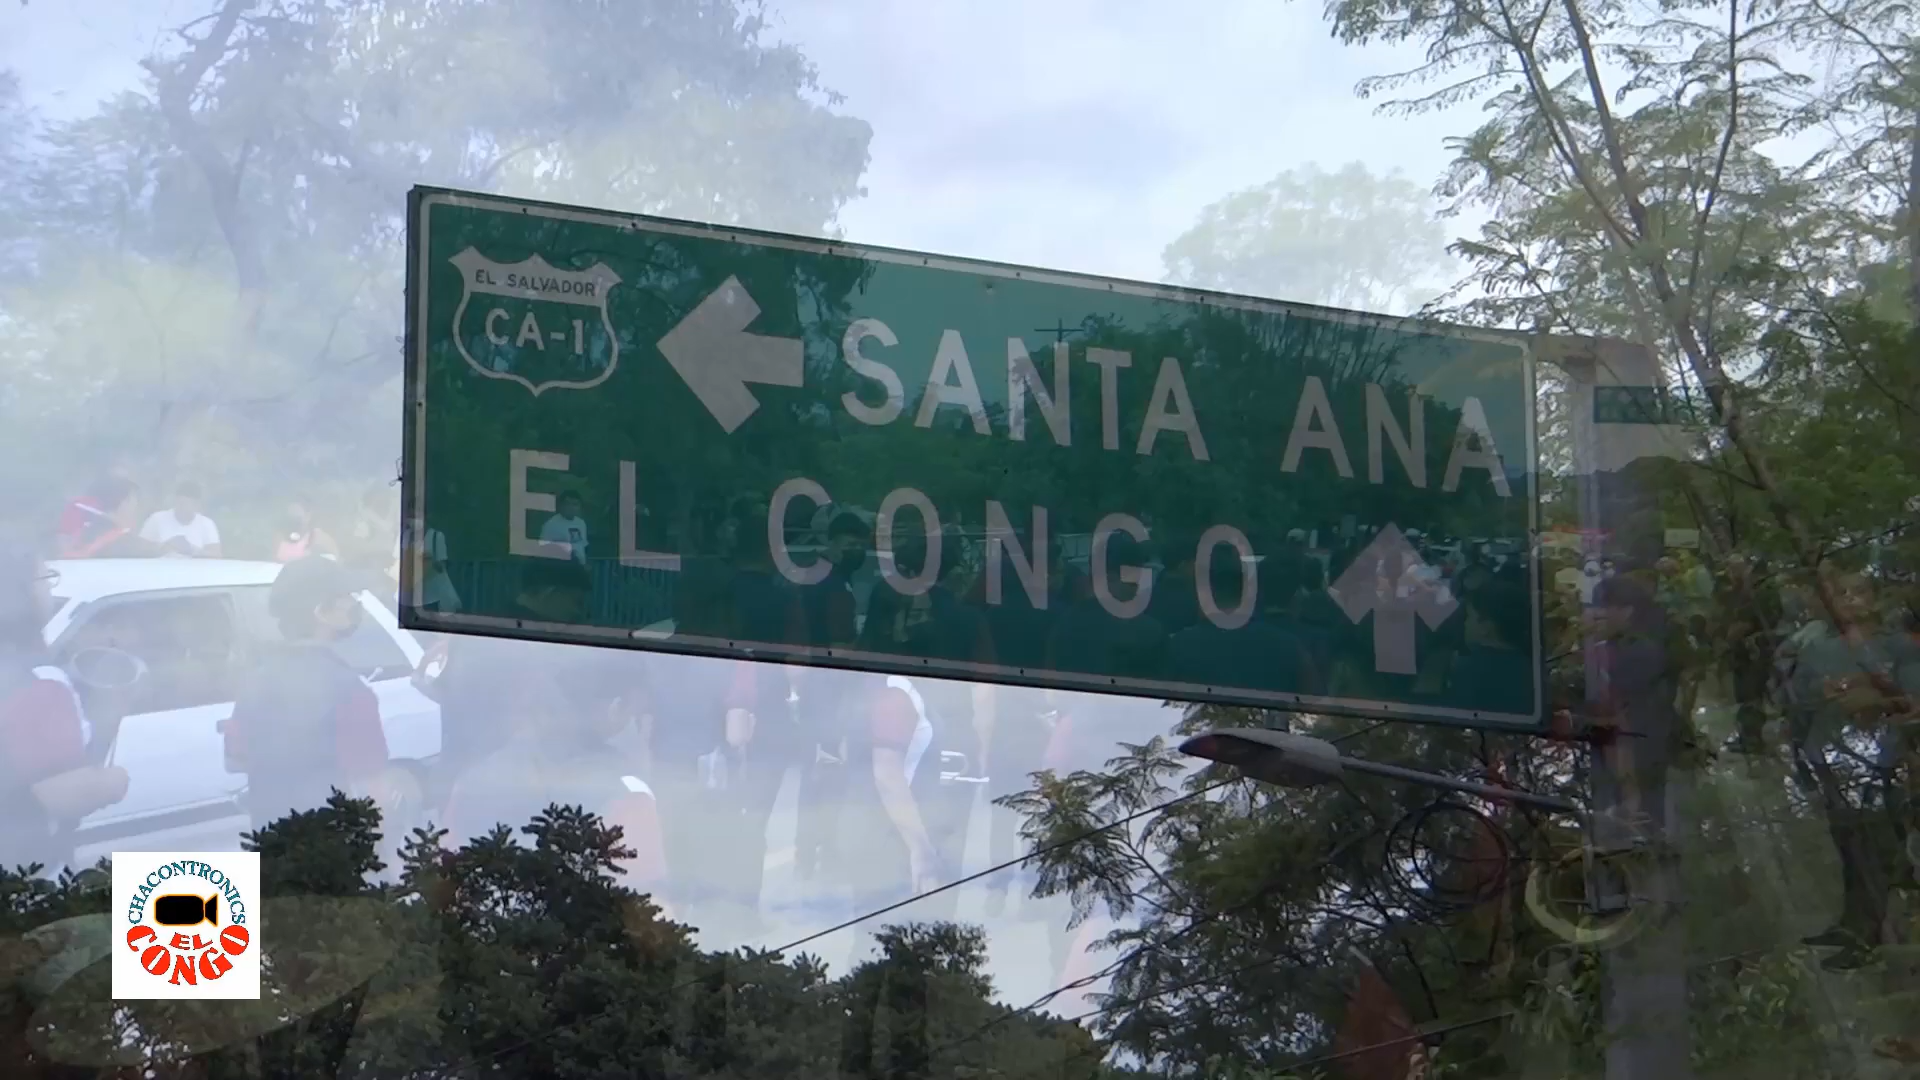 EL SALVADOR
CA-1
SANTA ANA
EL CONGO
CHACONTRONICS
EL
CONGO